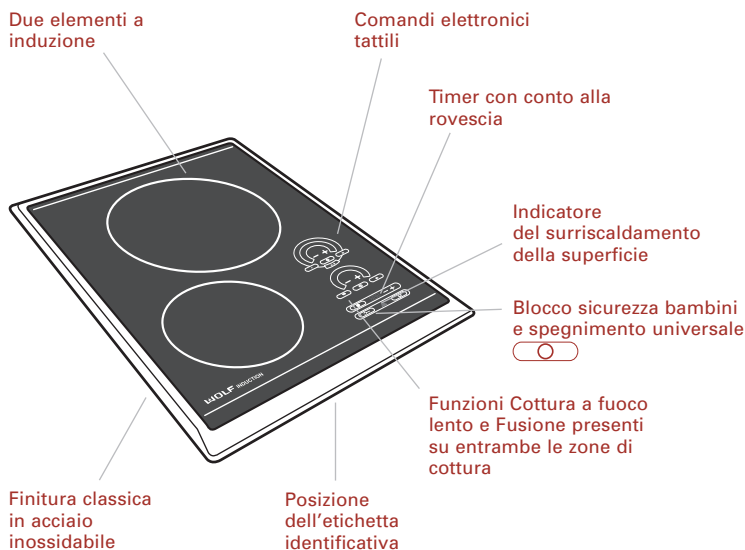 Due elementi a
induzione
Comandi elettronici
tattili
Timer con conto alla
rovescia
Indicatore
del surriscaldamento
della superficie
Blocco sicurezza bambini
e spegnimento universale
Funzioni Cottura a fuoco
lento e Fusione presenti
su entrambe le zone di
cottura
WOLF INDUCTION
Finitura classica
in acciaio
inossidabile
Posizione
dell'etichetta
identificativa